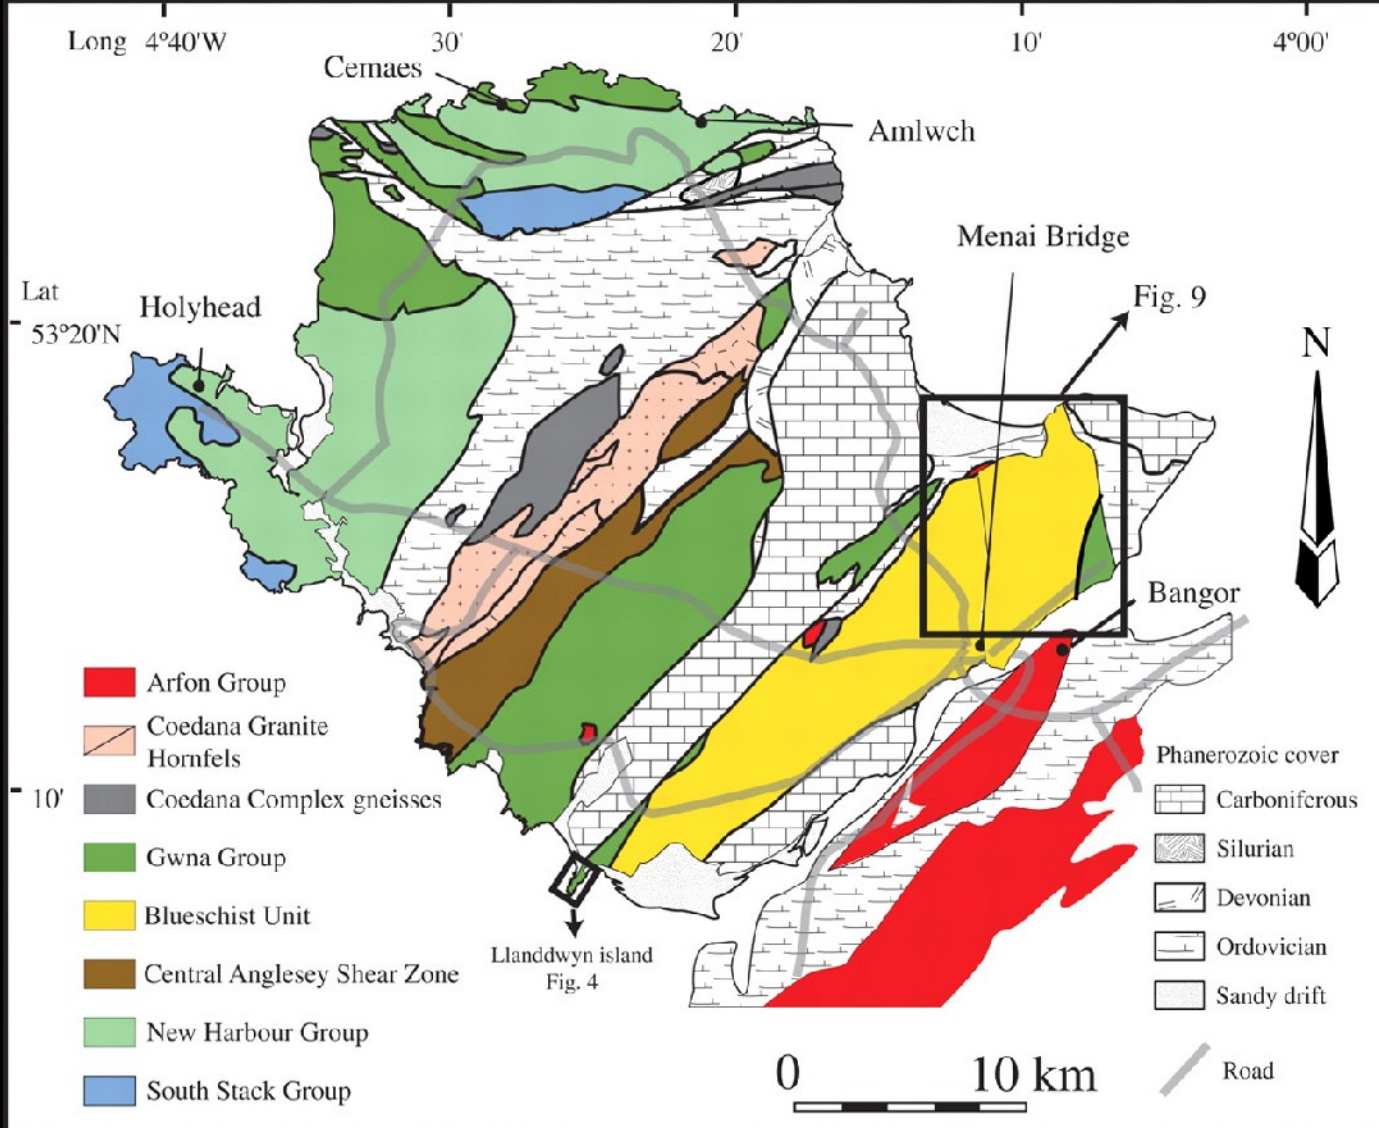 Long 4°40'W 30' 20' 10' 4°00'
Cemaes
Amlwch
Menai Bridge
Lat
53°20'N
Holyhead
Fig. 9
N
Bangor
Arfon Group
Coedana Granite
Hornfels
Coedana Complex gneisses
Gwna Group
Blueschist Unit
Central Anglesey Shear Zone
New Harbour Group
South Stack Group
10'
Llanddwyn island
Fig. 4
Phanerozoic cover
Carboniferous
Silurian
Devonian
Ordovician
Sandy drift
Road
0 10 km